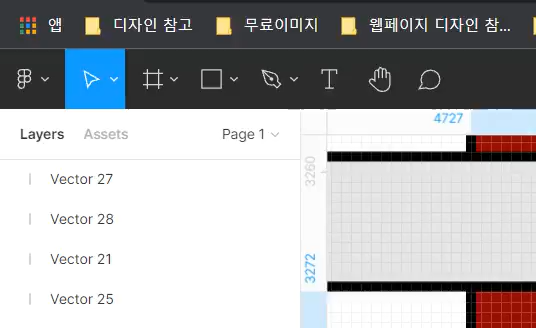 앱 디자인 참고 무료이미지 웹페이지 디자인 참...
Layers Assets Page 1
4727
3260
Vector 27
Vector 28
3272
Vector 21
Vector 25